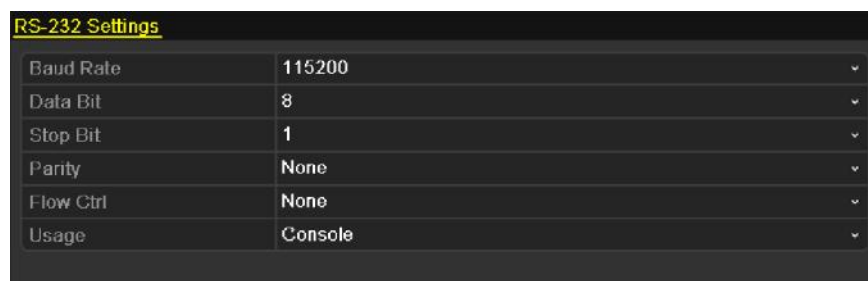 RS-232 Settings
Baud Rate 115200
Data Bit 8
Stop Bit 1
Parity None
Flow Ctrl None
Usage Console